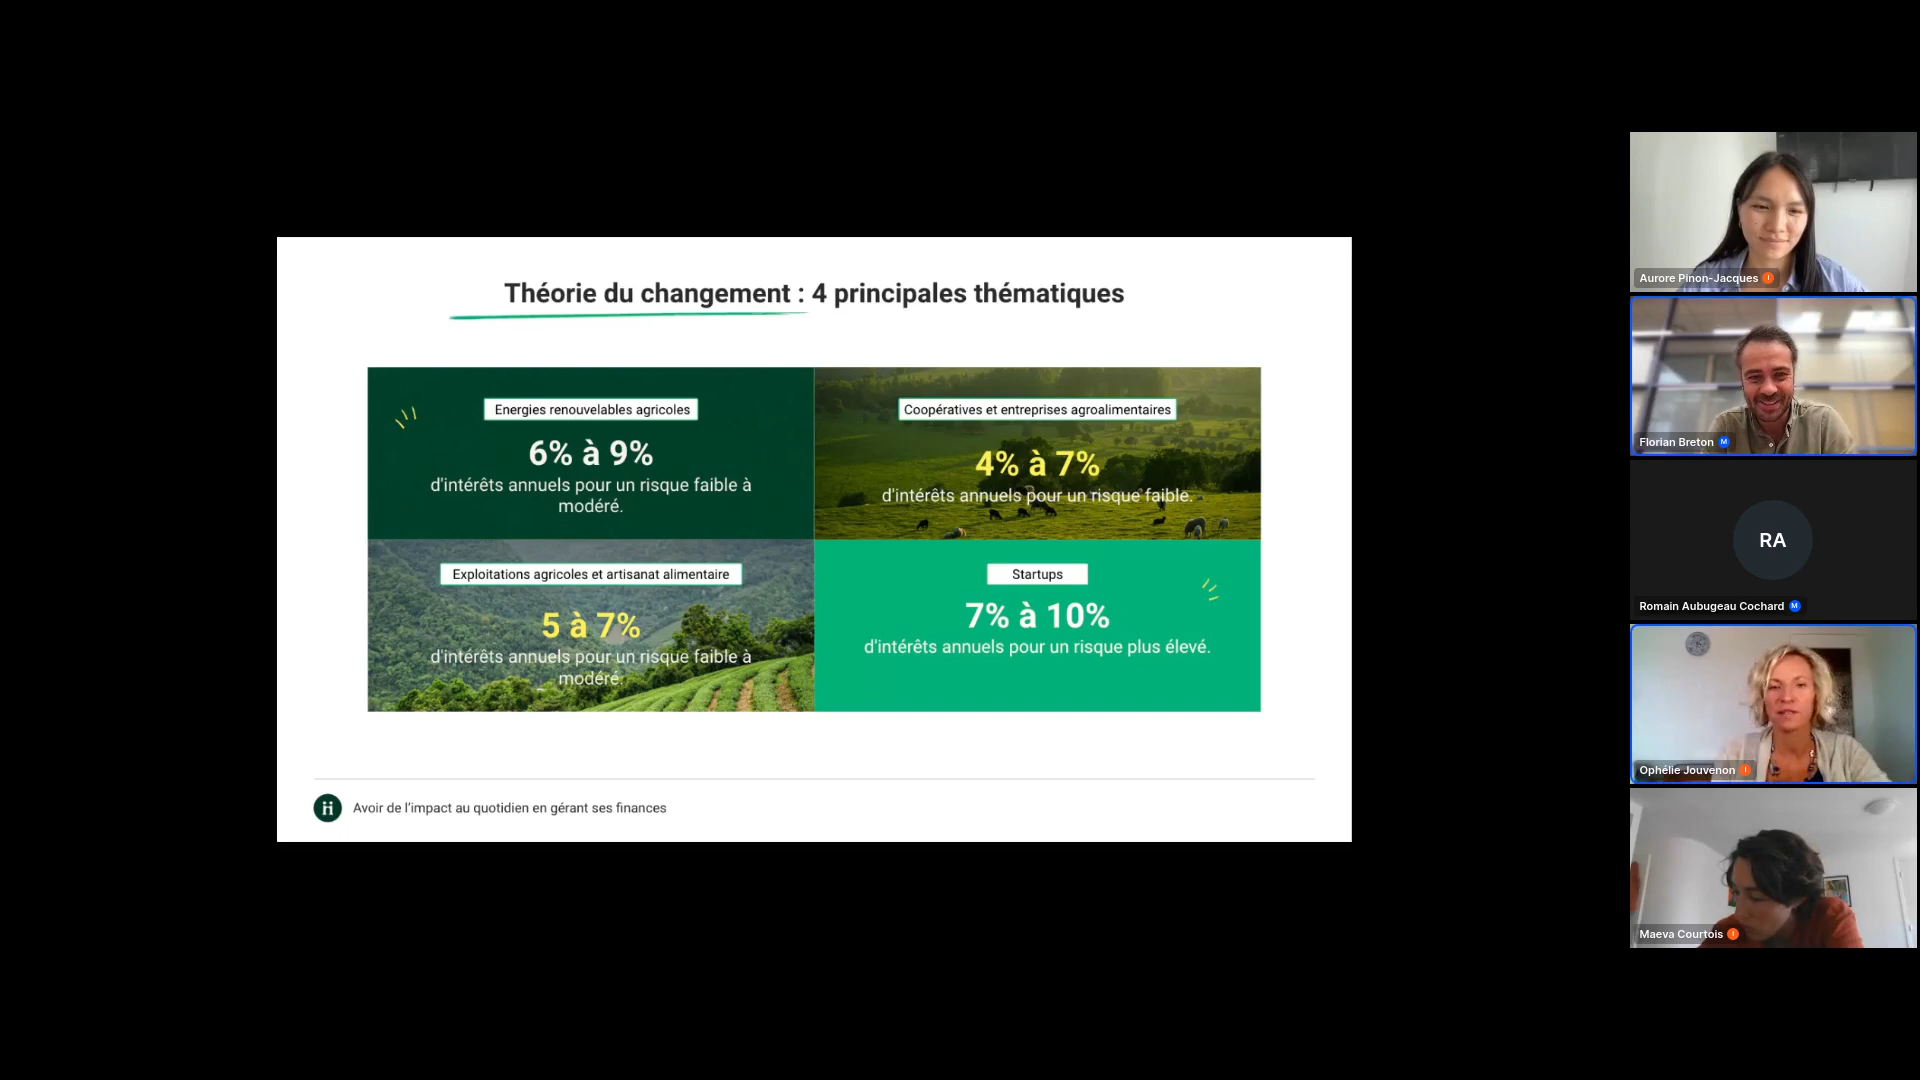 Théorie du changement : 4 principales thématiques
Energies renouvelables agricoles
6% à 9%
d'intérêts annuels pour un risque faible à
modéré.
Coopératives et entreprises agroalimentaires
4% à 7%
d'intérêts annuels pour un risque faible.
Exploitations agricoles et artisanat alimentaire
5 à 7%
d'intérêts annuels pour un risque faible à
modéré.
Startups
7% à 10%
d'intérêts annuels pour un risque plus élevé.
Avoir de l'impact au quotidien en gérant ses finances
Aurore Pinon-Jacques I
Florian Breton M
RA
Romain Aubugeau Cochard M
Ophélie Jouvenon I
Maeva Courtois I